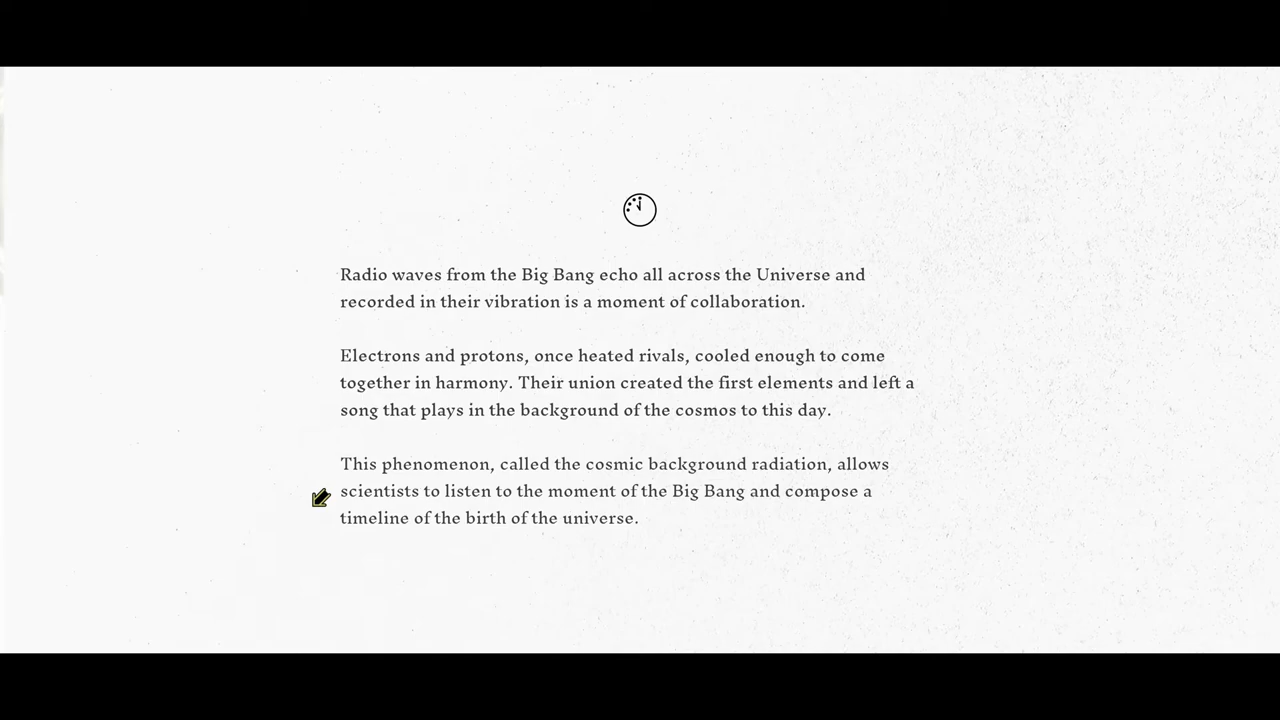 Radio waves from the Big Bang echo all across the Universe and
recorded in their vibration is a moment of collaboration.
Electrons and protons, once heated rivals, cooled enough to come
together in harmony. Their union created the first elements and left a
song that plays in the background of the cosmos to this day.
This phenomenon, called the cosmic background radiation, allows
scientists to listen to the moment of the Big Bang and compose a
timeline of the birth of the universe.